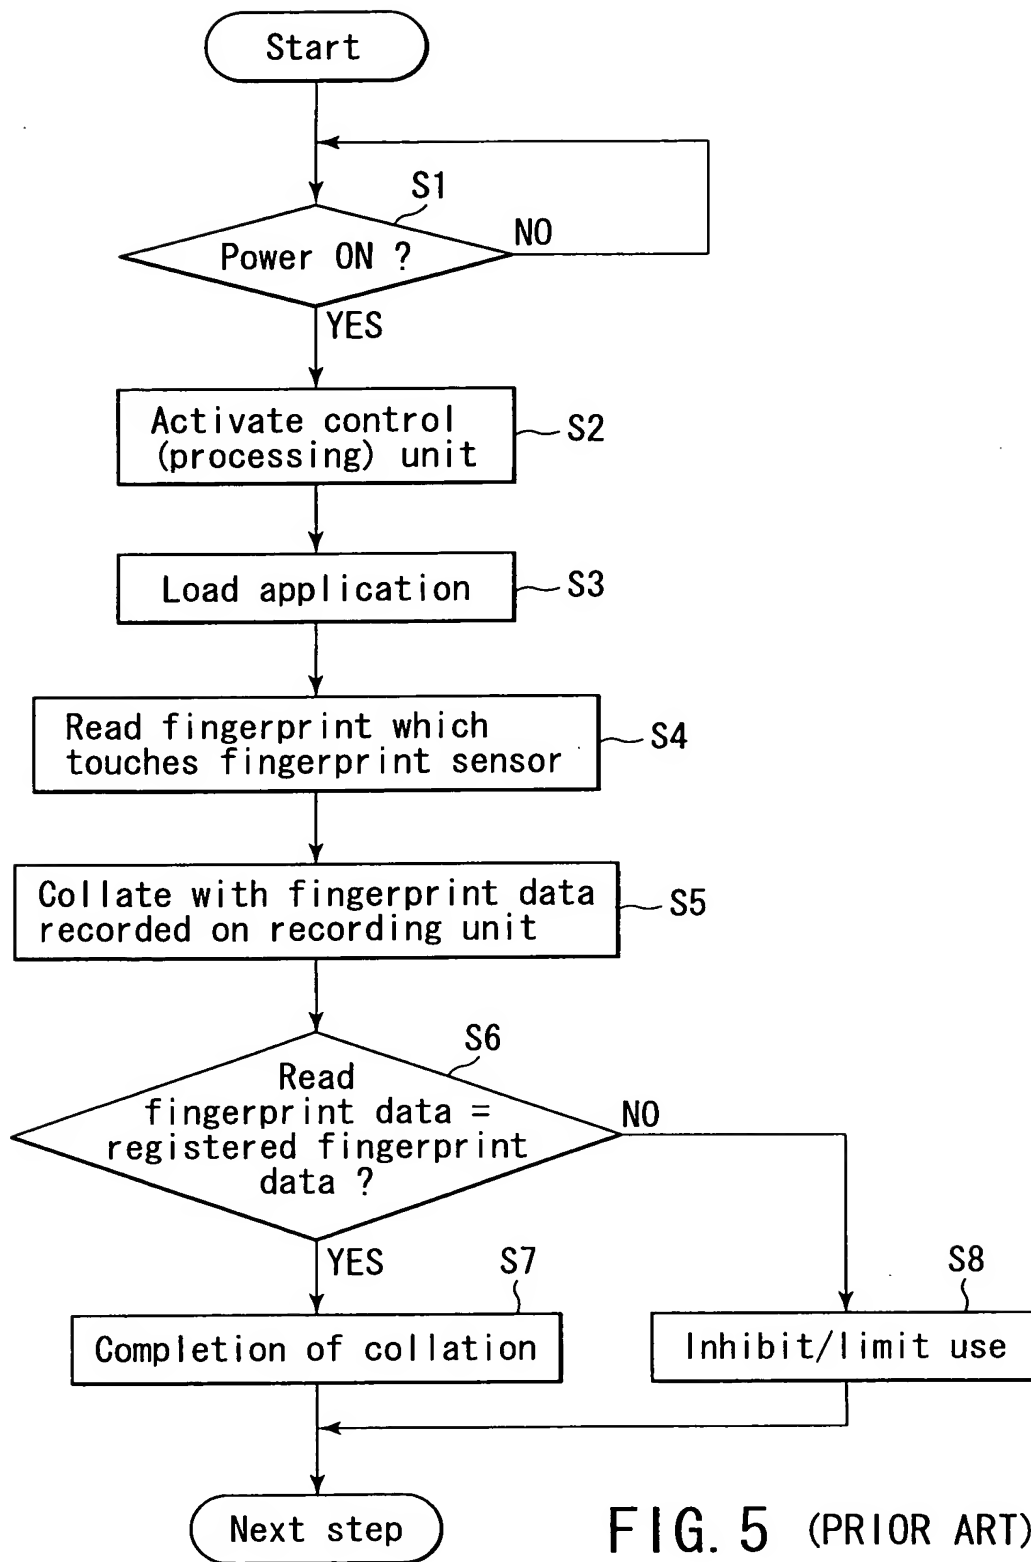 Start
S1
Power ON ?
NO
YES
Activate control
(processing) unit
S2
Load application
S3
Read fingerprint which
touches fingerprint sensor
S4
Collate with fingerprint data
recorded on recording unit
S5
S6
Read
fingerprint data =
registered fingerprint
data ?
NO
YES
S7
S8
Completion of collation
Inhibit/limit use
Next step
FIG. 5 (PRIOR ART)